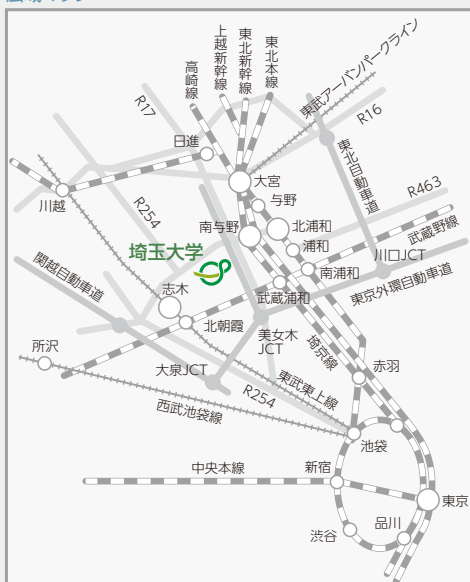 高崎線
上越新幹線
東北新幹線
東北本線
東武アーバンパークライン
R17
R16
日進
東北自動車道
大宮
R463
川越
R254
与野
南与野
北浦和
武蔵野線
浦和
川口JCT
埼玉大学
南浦和
関越自動車道
志木
武蔵浦和
東京外環自動車道
北朝霞
美女木
JCT
埼京線
所沢
大泉JCT
東武東上線
赤羽
R254
西武池袋線
池袋
中央本線
新宿
東京
品川
渋谷